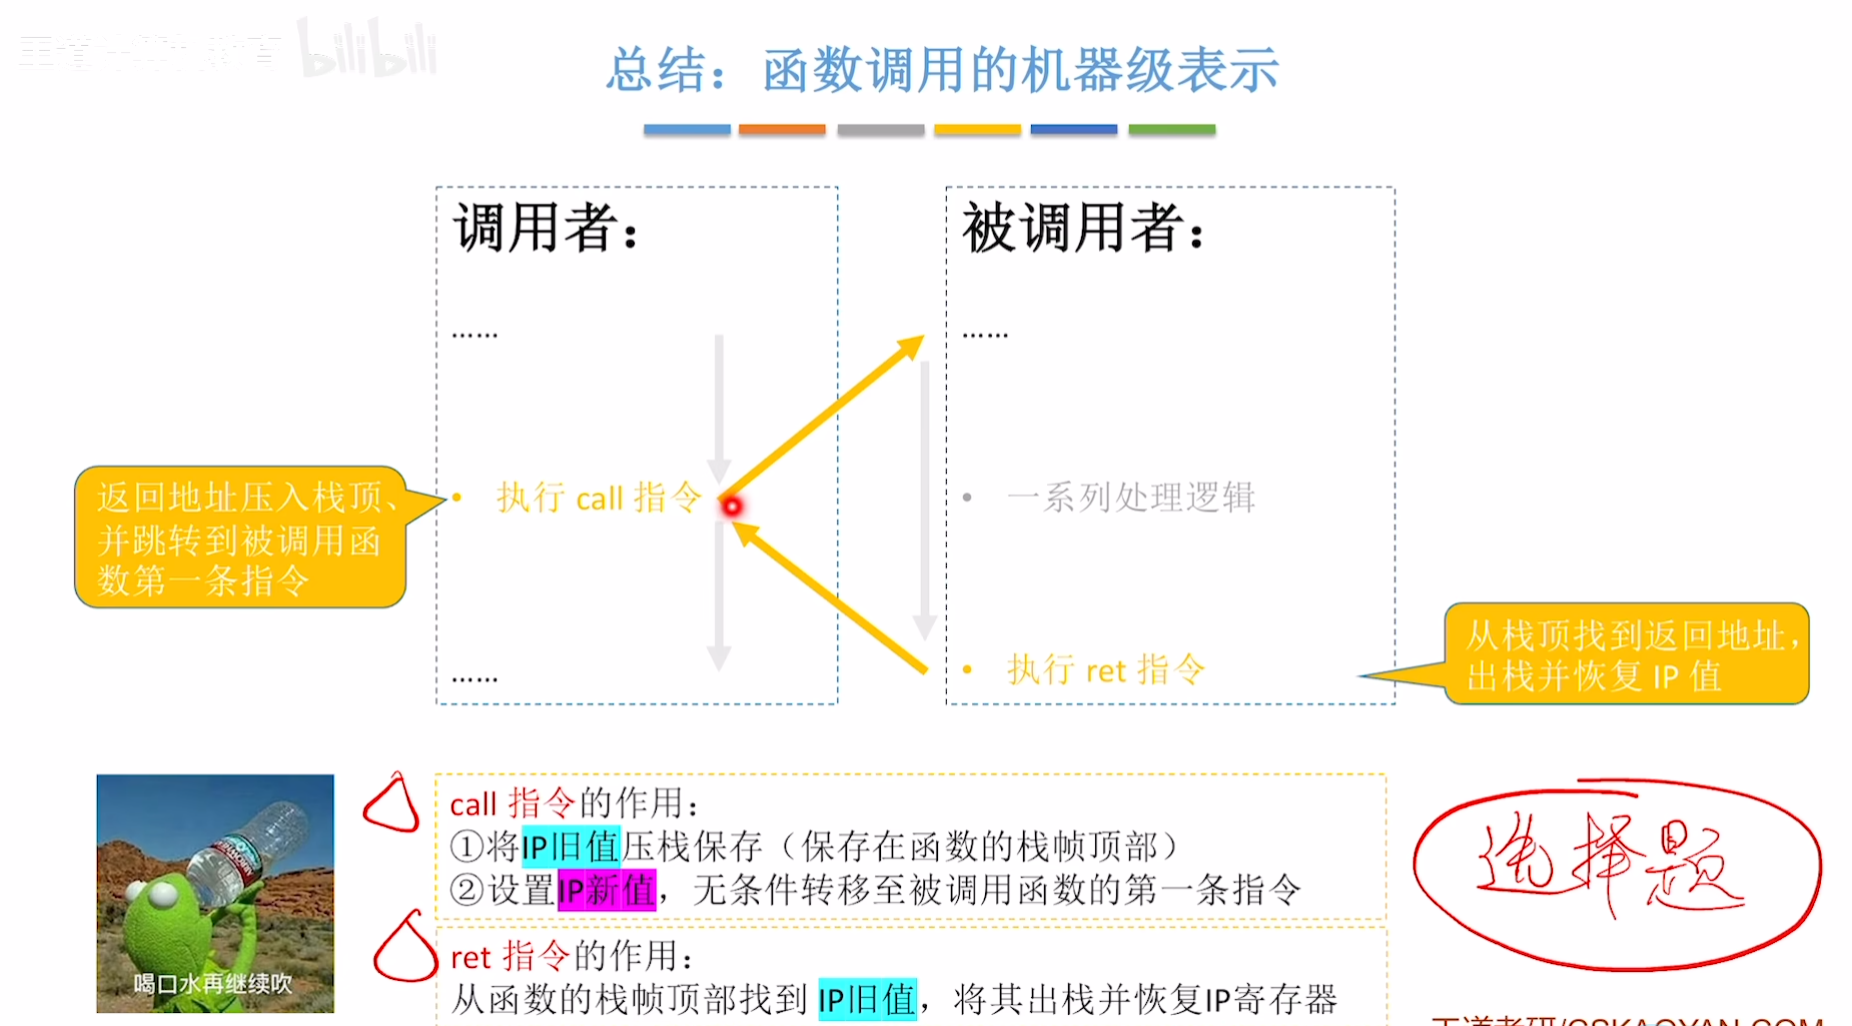 bilibili
总结：函数调用的机器级表示
调用者：
……
• 执行 call 指令
……
返回地址压入栈顶、
并跳转到被调用函
数第一条指令
被调用者：
……
• 一系列处理逻辑
• 执行 ret 指令
从栈顶找到返回地址，
出栈并恢复 IP 值
call 指令的作用：
①将IP旧值压栈保存（保存在函数的栈帧顶部）
②设置IP新值，无条件转移至被调用函数的第一条指令
ret 指令的作用：
从函数的栈帧顶部找到 IP旧值，将其出栈并恢复IP寄存器
选择题
喝口水再继续吹
王道考研/CSKAOYAN.COM